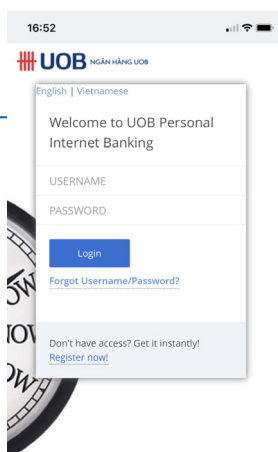 16:52
UOB NGÂN HÀNG UOB
English | Vietnamese
Welcome to UOB Personal
Internet Banking
USERNAME
PASSWORD
Login
Forgot Username/Password?
Don't have access? Get it instantly!
Register now!